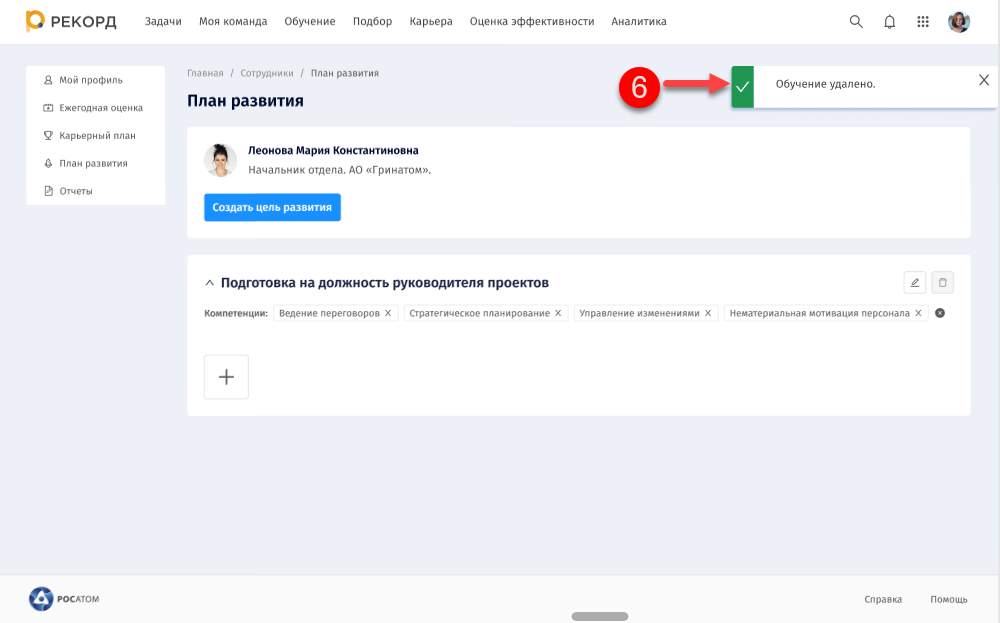 РЕКОРД
Задачи Моя команда Обучение Подбор Карьера Оценка эффективности Аналитика
Мой профиль
Ежегодная оценка
Карьерный план
План развития
Отчеты
Главная / Сотрудники / План развития
План развития
6
Обучение удалено.
Леонова Мария Константиновна
Начальник отдела. АО «Гринатом».
Создать цель развития
Подготовка на должность руководителя проектов
Компетенции: Ведение переговоров Стратегическое планирование Управление изменениями Нематериальная мотивация персонала
РОСАТОМ
Справка Помощь